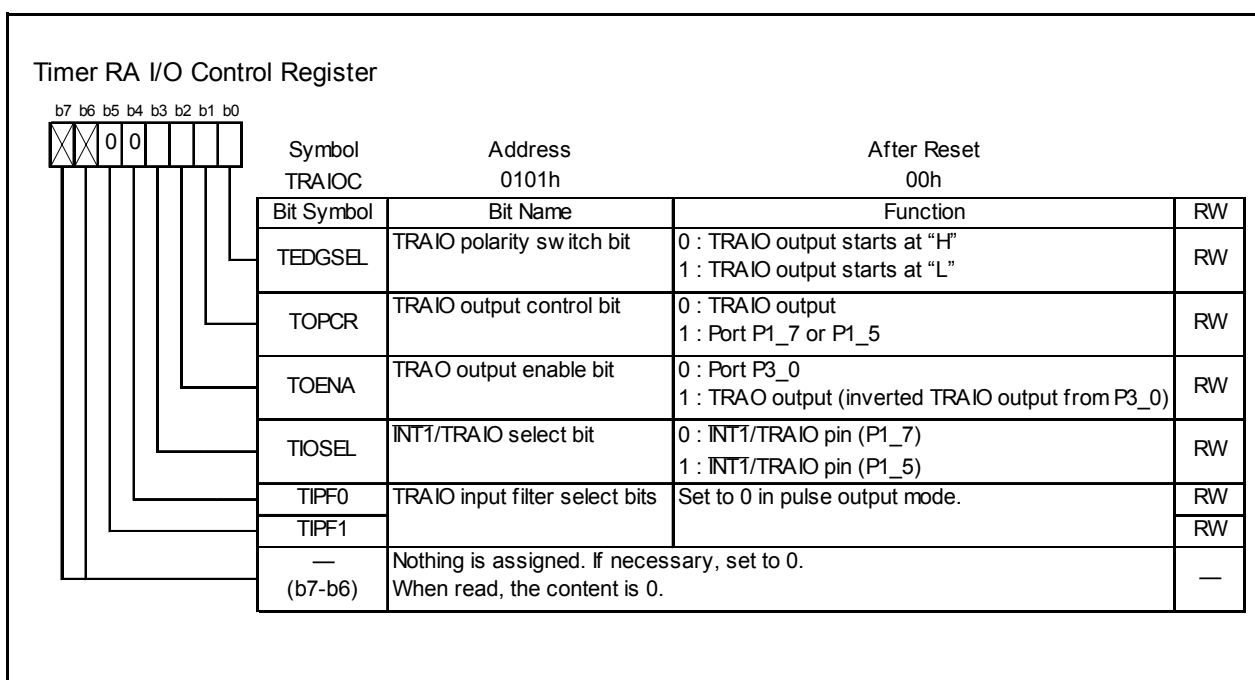 Timer RA I/O Control Register
b7 b6 b5 b4 b3 b2 b1 b0
0 0
Symbol Address After Reset
TRAIOC 0101h 00h
Bit Symbol Bit Name Function RW
TEDGSEL TRAIO polarity switch bit 0 : TRAIO output starts at “H” RW
1 : TRAIO output starts at “L”
TOPCR TRAIO output control bit 0 : TRAIO output RW
1 : Port P1_7 or P1_5
TOENA TRAO output enable bit 0 : Port P3_0 RW
1 : TRAO output (inverted TRAIO output from P3_0)
TIOSEL I̅N̅T̅1̅/TRAIO select bit 0 : I̅N̅T̅1̅/TRAIO pin (P1_7) RW
1 : I̅N̅T̅1̅/TRAIO pin (P1_5)
TIPF0 TRAIO input filter select bits Set to 0 in pulse output mode. RW
TIPF1 RW
— Nothing is assigned. If necessary, set to 0. —
(b7-b6) When read, the content is 0.